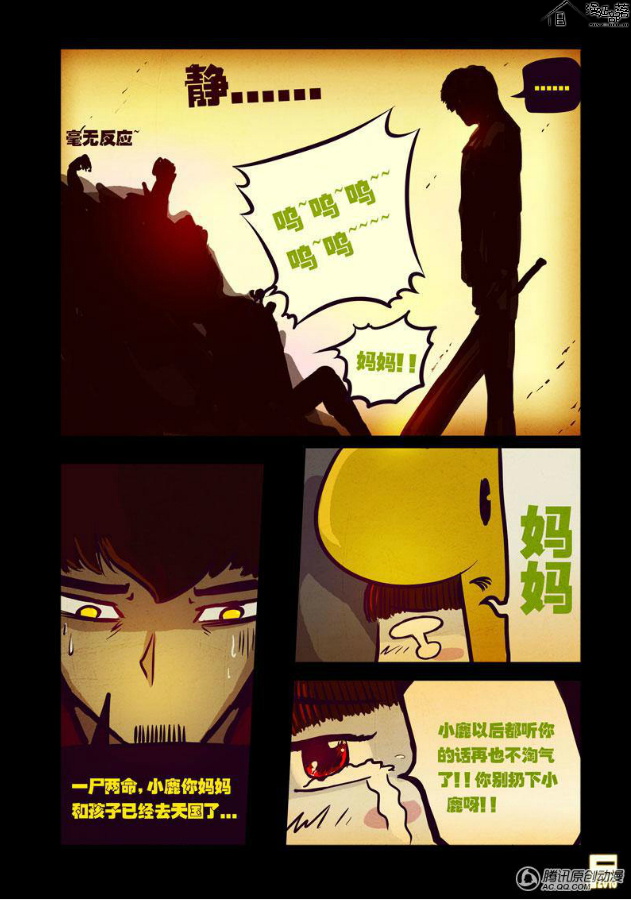 静......
......
毫无反应~
呜~呜~呜~~
呜~呜~~~~
妈妈!!
妈
妈
小鹿以后都听你
的话再也不淘气
了!!你别扔下小
鹿呀!!
一尸两命,小鹿你妈妈
和孩子已经去天国了...
腾讯原创动漫
AC.QQ.COM